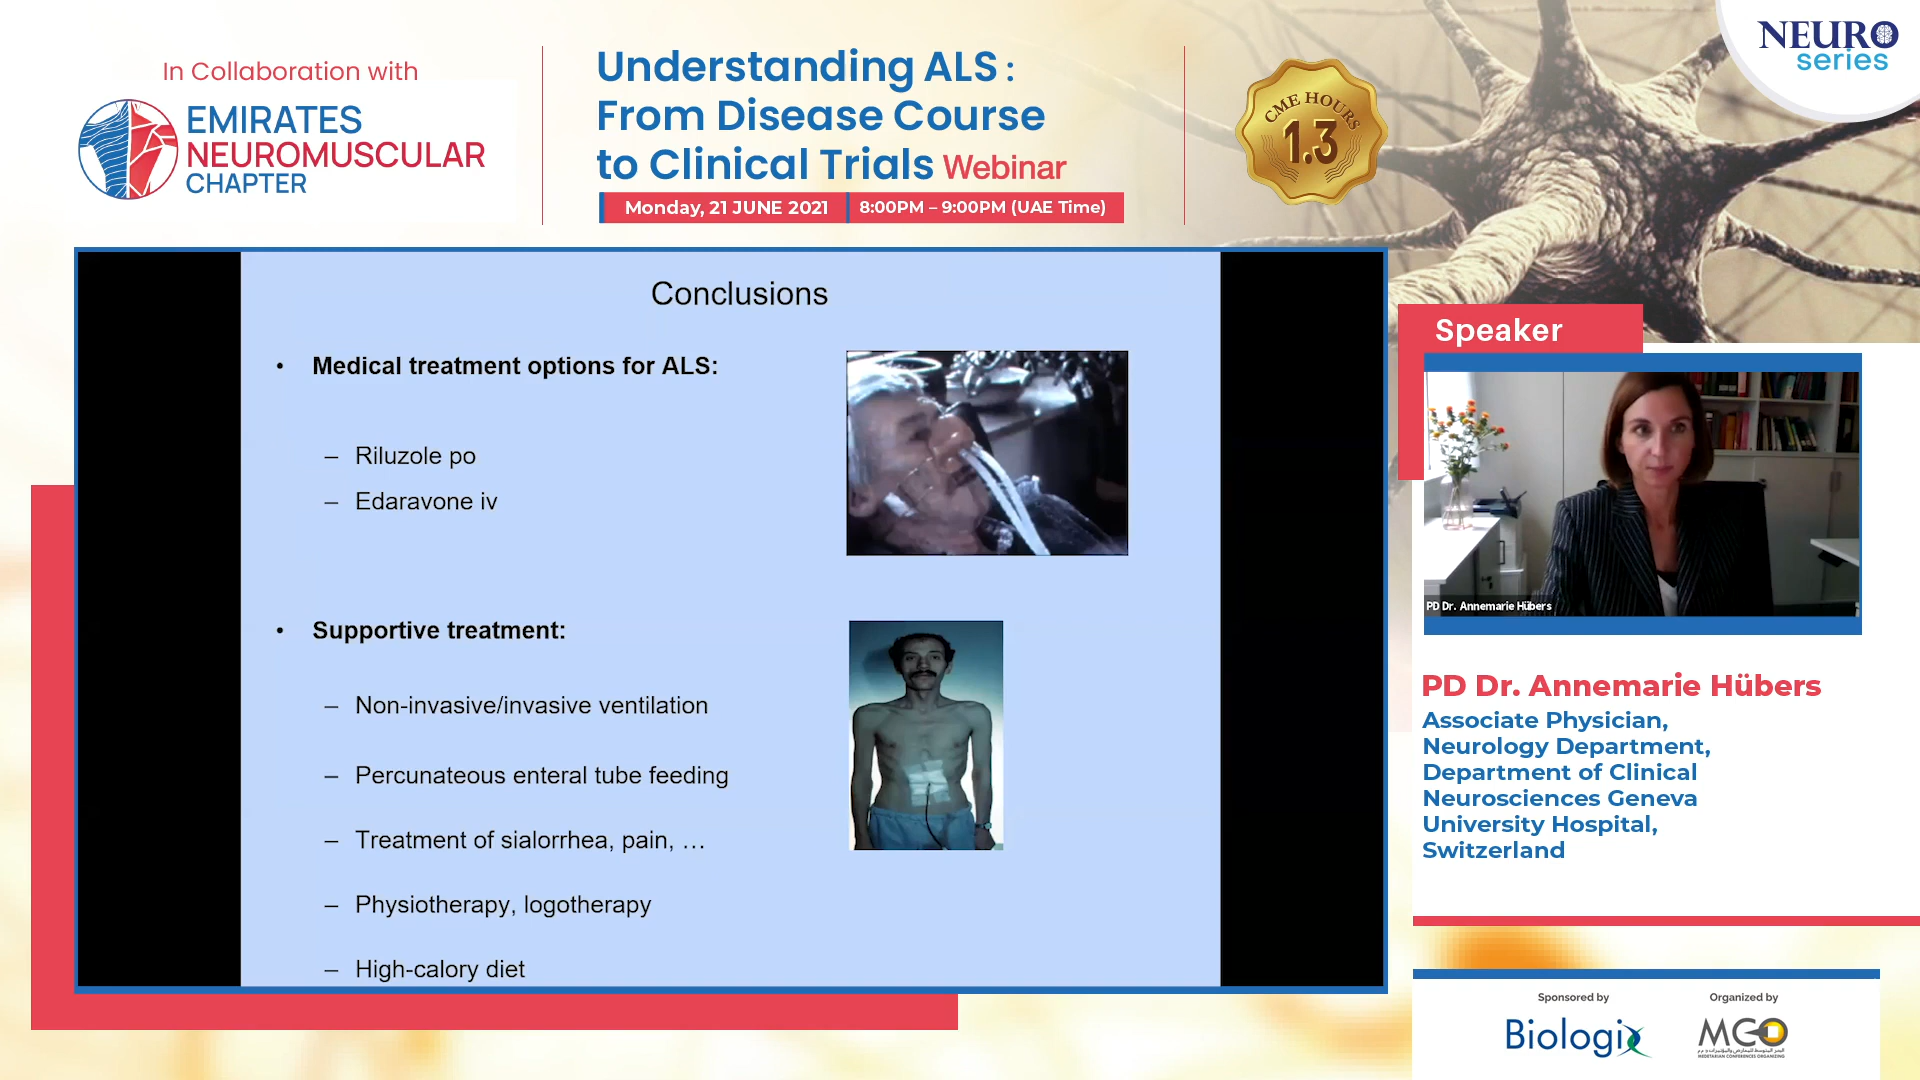 In Collaboration with
EMIRATES
NEUROMUSCULAR
CHAPTER
Understanding ALS :
From Disease Course
to Clinical Trials Webinar
Monday, 21 JUNE 2021
8:00PM – 9:00PM (UAE Time)
CME HOURS
1.3
NEURO
series
Conclusions
• Medical treatment options for ALS:
– Riluzole po
– Edaravone iv
• Supportive treatment:
– Non-invasive/invasive ventilation
– Percunateous enteral tube feeding
– Treatment of sialorrhea, pain, …
– Physiotherapy, logotherapy
– High-calory diet
Speaker
PD Dr. Annemarie Hübers
PD Dr. Annemarie Hübers
Associate Physician,
Neurology Department,
Department of Clinical
Neurosciences Geneva
University Hospital,
Switzerland
Sponsored by
Biologix
Organized by
MCO